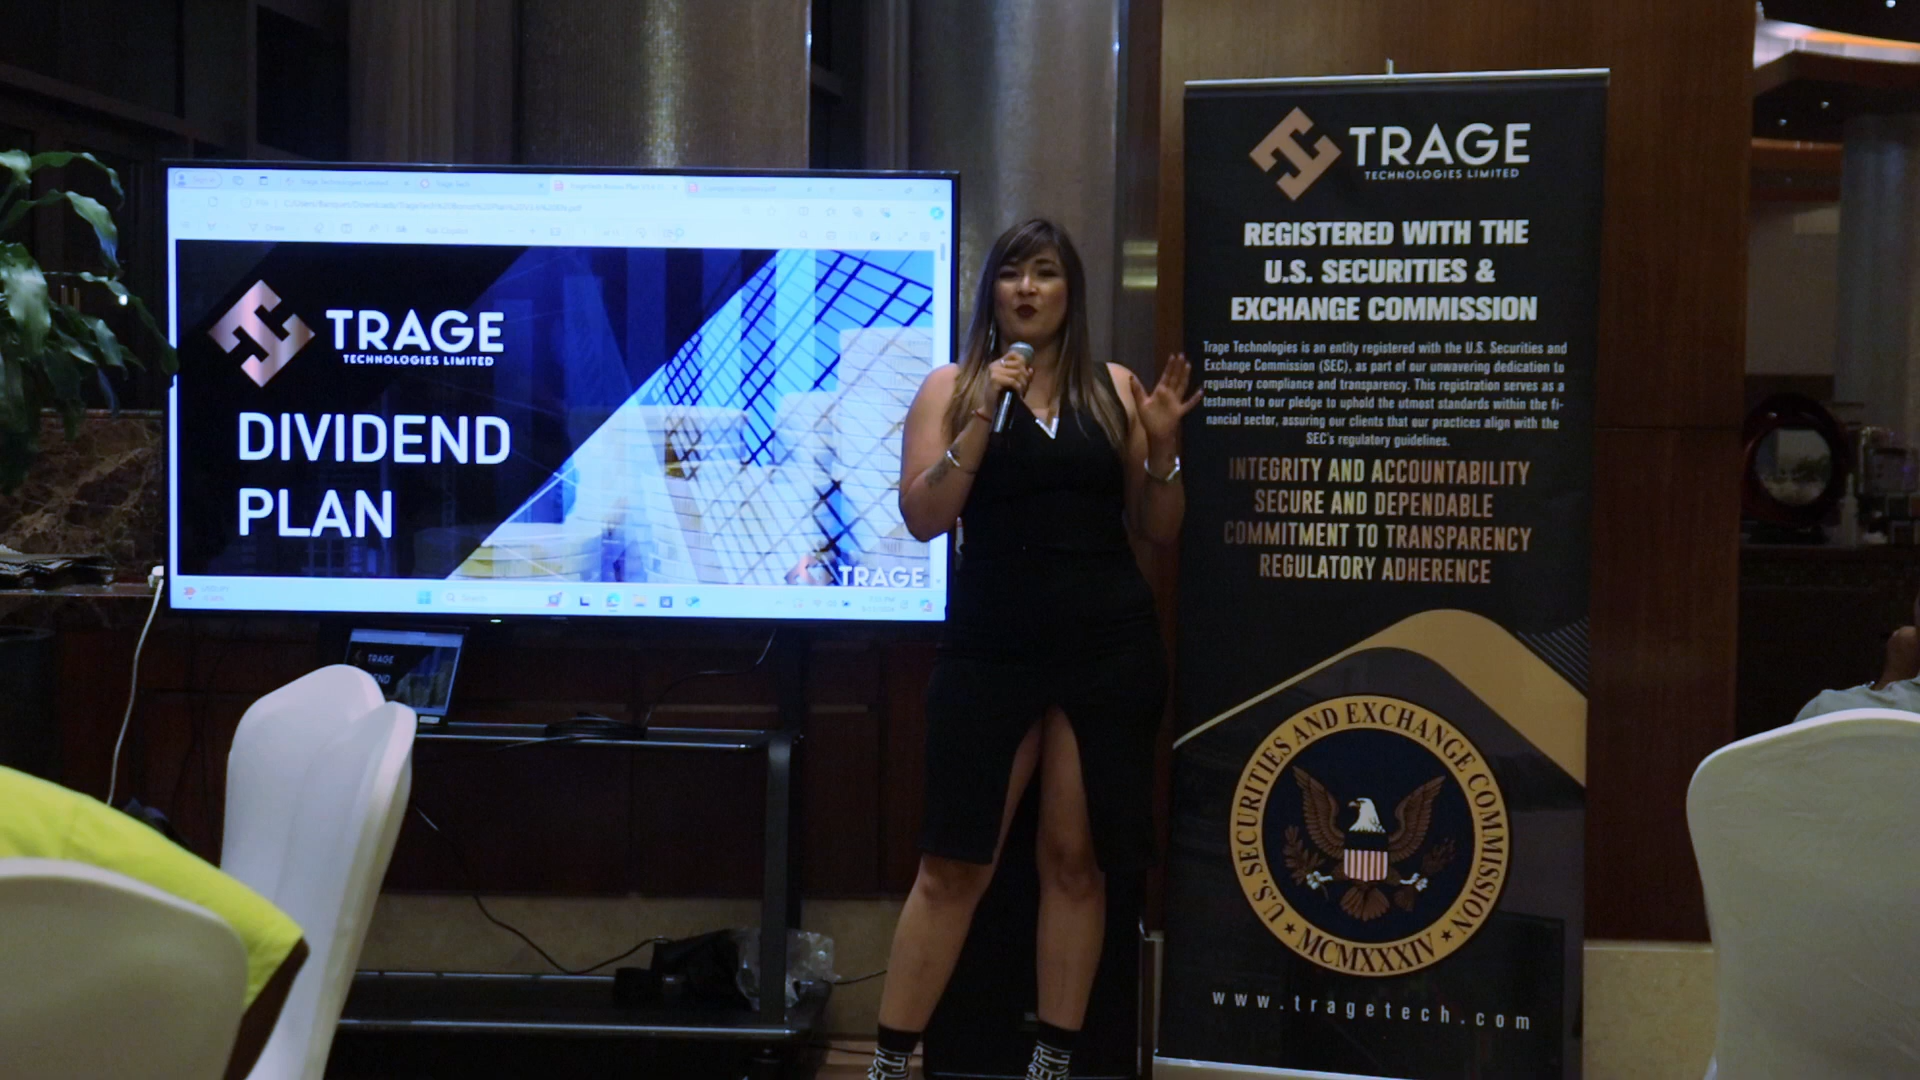 TRAGE
TECHNOLOGIES LIMITED
DIVIDEND
PLAN
TRAGE
Search
TRAGE
TRAGE
TECHNOLOGIES LIMITED
REGISTERED WITH THE
U.S. SECURITIES &
EXCHANGE COMMISSION
Trage Technologies is an entity registered with the U.S. Securities and
Exchange Commission (SEC), as part of our unwavering dedication to
regulatory compliance and transparency. This registration serves as a
testament to our pledge to uphold the utmost standards within the fi-
nancial sector, assuring our clients that our practices align with the
SEC's regulatory guidelines.
INTEGRITY AND ACCOUNTABILITY
SECURE AND DEPENDABLE
COMMITMENT TO TRANSPARENCY
REGULATORY ADHERENCE
U.S. SECURITIES AND EXCHANGE COMMISSION
MCMXXXIV
www.tragetech.com